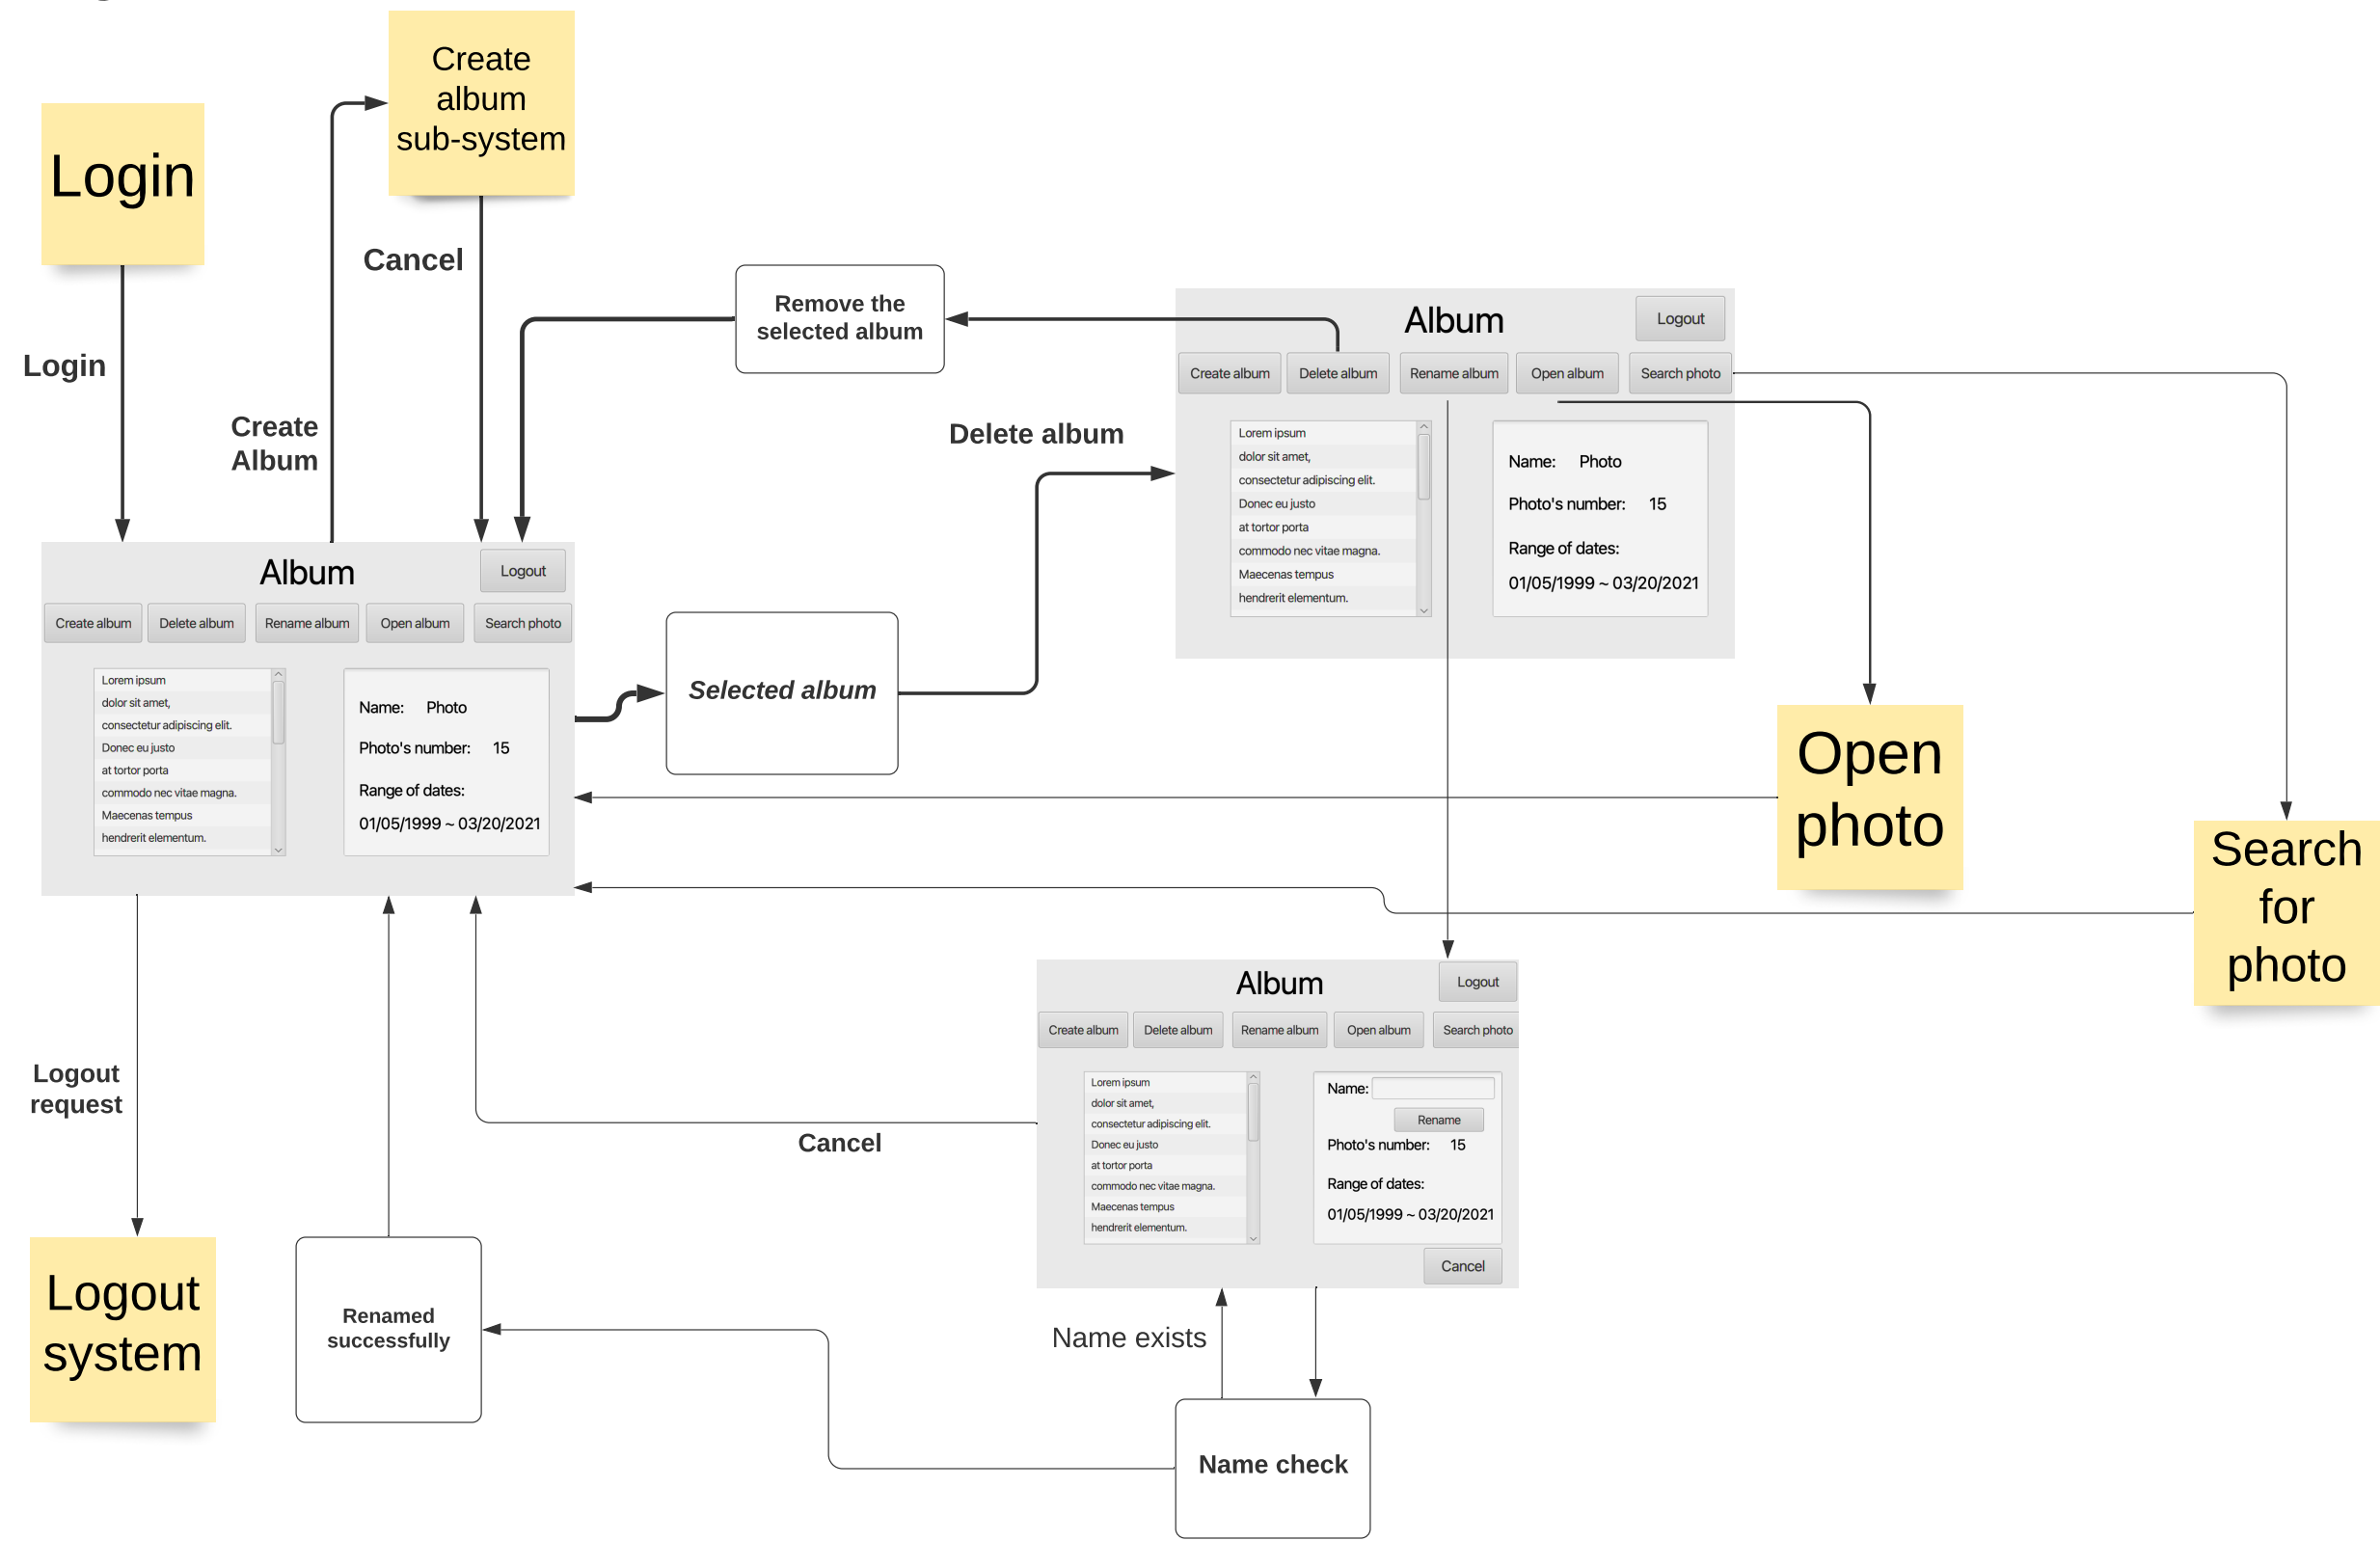 Create
album
sub-system
Login
Cancel
Login
Create
Album
Remove the
selected album
Delete album
Album
Logout
Create album
Delete album
Rename album
Open album
Search photo
Lorem ipsum
dolor sit amet,
consectetur adipiscing elit.
Donec eu justo
at tortor porta
commodo nec vitae magna.
Maecenas tempus
hendrerit elementum.
Name: Photo
Photo's number: 15
Range of dates:
01/05/1999 ~ 03/20/2021
Album
Logout
Create album
Delete album
Rename album
Open album
Search photo
Lorem ipsum
dolor sit amet,
consectetur adipiscing elit.
Donec eu justo
at tortor porta
commodo nec vitae magna.
Maecenas tempus
hendrerit elementum.
Name: Photo
Photo's number: 15
Range of dates:
01/05/1999 ~ 03/20/2021
Selected album
Open
photo
Search
for
photo
Album
Logout
Create album
Delete album
Rename album
Open album
Search photo
Lorem ipsum
dolor sit amet,
consectetur adipiscing elit.
Donec eu justo
at tortor porta
commodo nec vitae magna.
Maecenas tempus
hendrerit elementum.
Name:
Rename
Photo's number: 15
Range of dates:
01/05/1999 ~ 03/20/2021
Cancel
Logout
request
Cancel
Logout
system
Renamed
successfully
Name exists
Name check